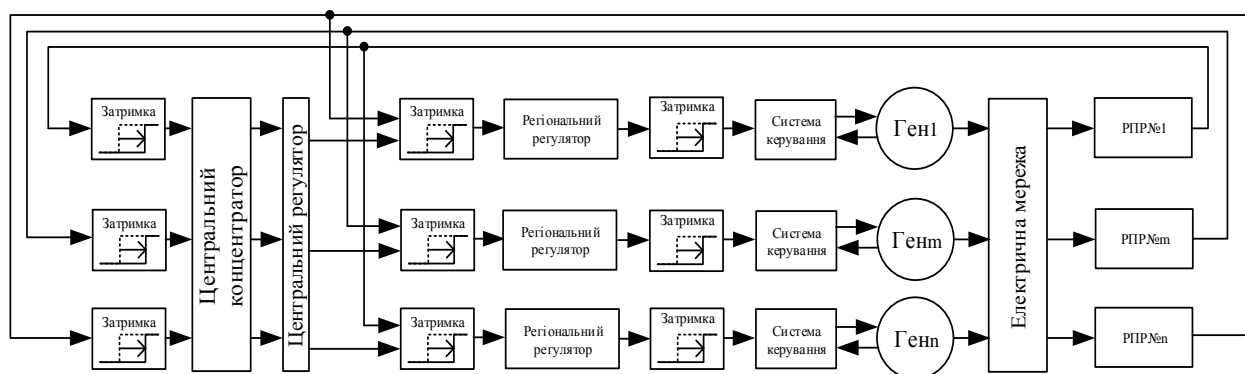 Затримка
Центральний
концентратор
Центральний регулятор
Затримка
Регіональний
регулятор
Затримка
Система
керування
Ген1
Електрична мережа
РПР№1
Затримка
Затримка
Регіональний
регулятор
Затримка
Система
керування
Генm
РПР№m
Затримка
Затримка
Регіональний
регулятор
Затримка
Система
керування
Генn
РПР№n